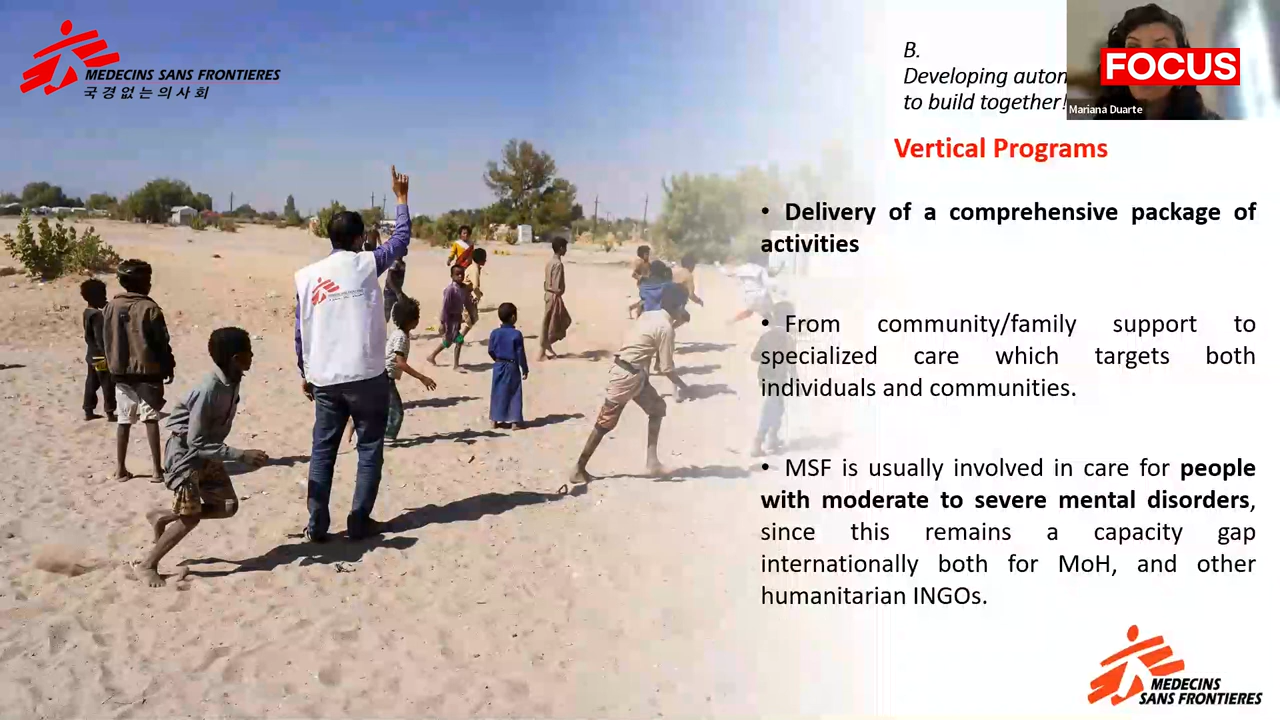 MEDECINS SANS FRONTIERES
국경없는의사회
B.
Developing auton
to build together!
FOCUS
Mariana Duarte
Vertical Programs
• Delivery of a comprehensive package of
activities
• From community/family support to
specialized care which targets both
individuals and communities.
• MSF is usually involved in care for people
with moderate to severe mental disorders,
since this remains a capacity gap
internationally both for MoH, and other
humanitarian INGOs.
MEDECINS
SANS FRONTIERES